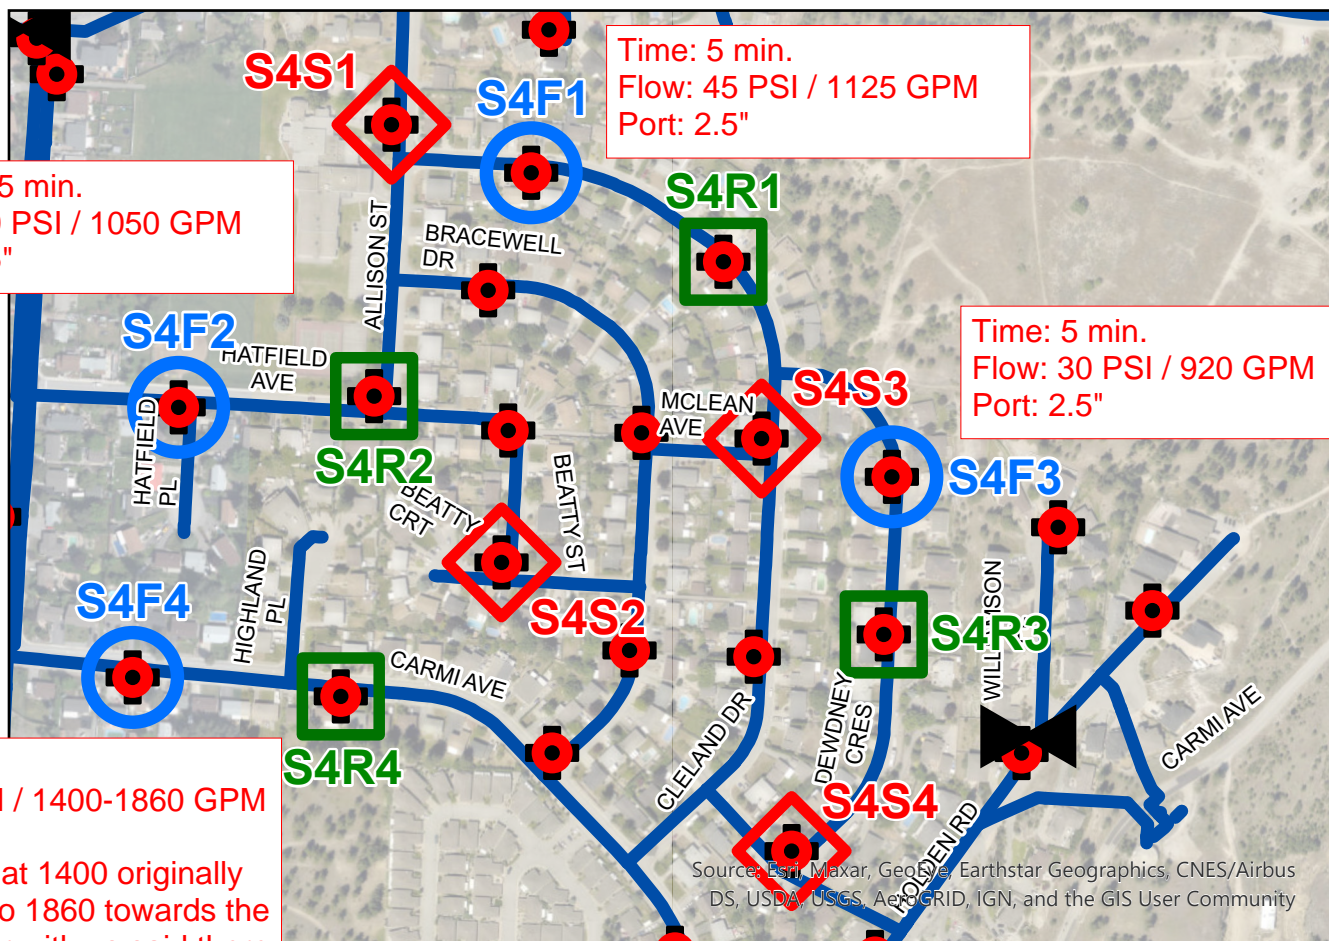 S4S1
S4F1
Time: 5 min.
Flow: 45 PSI / 1125 GPM
Port: 2.5"
5 min.
PSI / 1050 GPM
"
S4R1
ALLISON ST
BRACEWELL
DR
S4F2
HATFIELD
AVE
Time: 5 min.
Flow: 30 PSI / 920 GPM
Port: 2.5"
MCLEAN
AVE
S4S3
HATFIELD
PL
S4R2
BEATTY
CRT
BEATTY ST
S4F3
S4F4
HIGHLAND
PL
S4S2
WILLIAMSON
S4R3
CARMI AVE
S4R4
CLELAND DR
DEWDNEY
CRES
CARMI AVE
S4S4
HOLDEN RD
/ 1400-1860 GPM
at 1400 originally
o 1860 towards the
Source: Esri, Maxar, GeoEye, Earthstar Geographics, CNES/Airbus
DS, USDA, USGS, AeroGRID, IGN, and the GIS User Community